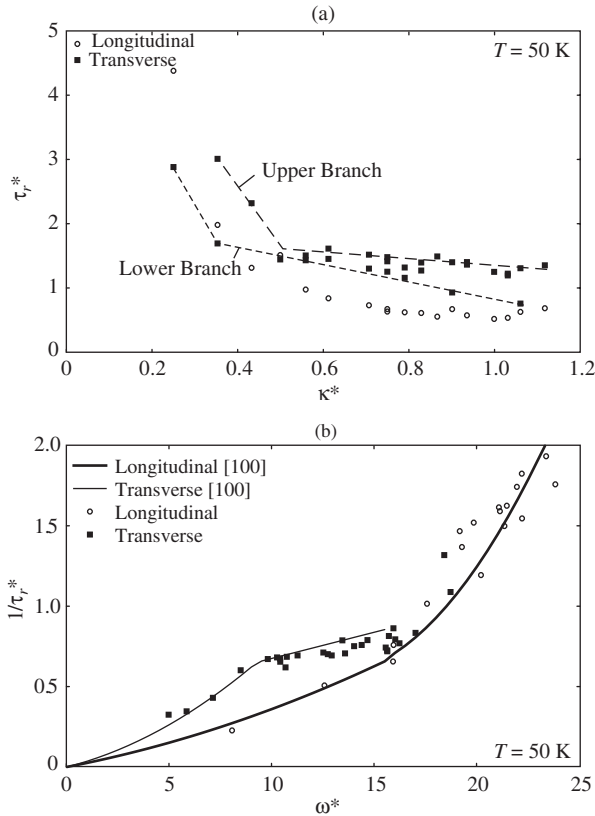 (a)
5
Longitudinal
Transverse
T = 50 K
4
3
Upper Branch
τr*
2
Lower Branch
1
0
0.0 0.2 0.4 0.6 0.8 1.0 1.2
κ*
(b)
2.0
Longitudinal [100]
Transverse [100]
Longitudinal
Transverse
1.5
1/τr*
1.0
0.5
T = 50 K
0.0
0 5 10 15 20 25
ω*